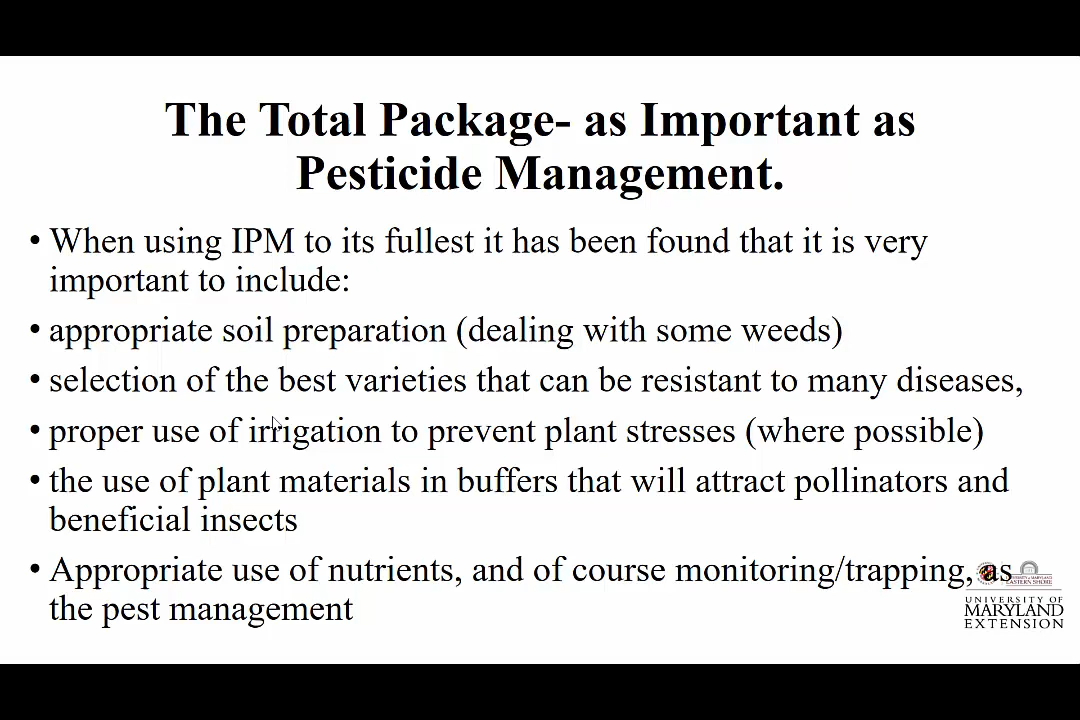 The Total Package- as Important as
Pesticide Management.
• When using IPM to its fullest it has been found that it is very
important to include:
• appropriate soil preparation (dealing with some weeds)
• selection of the best varieties that can be resistant to many diseases,
• proper use of irrigation to prevent plant stresses (where possible)
• the use of plant materials in buffers that will attract pollinators and
beneficial insects
• Appropriate use of nutrients, and of course monitoring/trapping, as
the pest management
EASTERN SHORE
UNIVERSITY OF
MARYLAND
EXTENSION